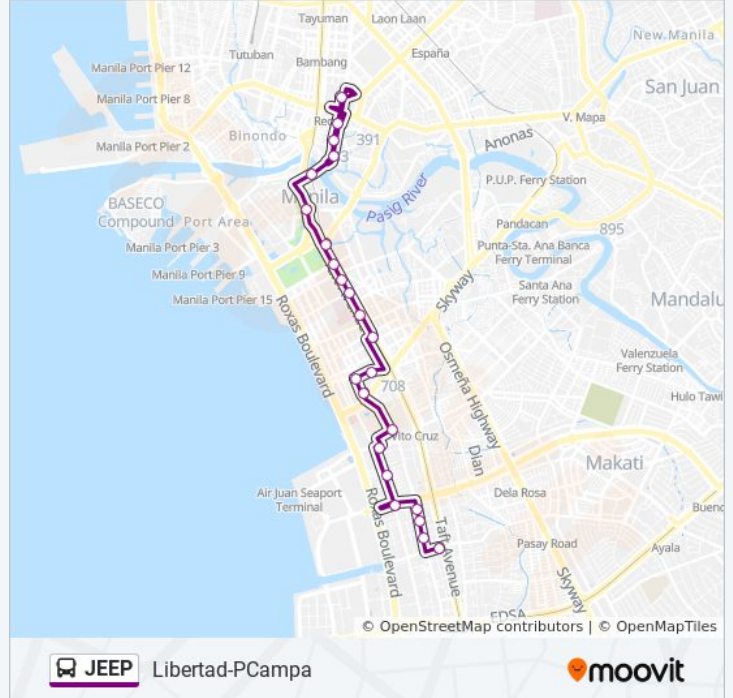 Tayuman
Laon Laan
New Manila
Tutuban
España
Bambang
Manila Port Pier 12
San Juan
Manila Port Pier 8
V. Mapa
Binondo
391
Anonas
Manila Port Pier 2
P.U.P. Ferry Station
Manila
Pasig River
BASECO
Compound
Port Area
Pandacan
895
Manila Port Pier 3
Punta-Sta. Ana Banca
Ferry Terminal
Manila Port Pier 9
Skyway
Santa Ana
Ferry Station
Manila Port Pier 15
Mandalu
Roxas Boulevard
Osmeña Highway
Valenzuela
Ferry Station
708
Hulo Tawi
Vito Cruz
Dian
Makati
Air Juan Seaport
Terminal
Dela Rosa
Roxas Boulevard
Taft Avenue
Buenc
Pasay Road
Ayala
Skyway
EDSA
© OpenStreetMap contributors | © OpenMapTiles
JEEP
Libertad-PCampa
moovit